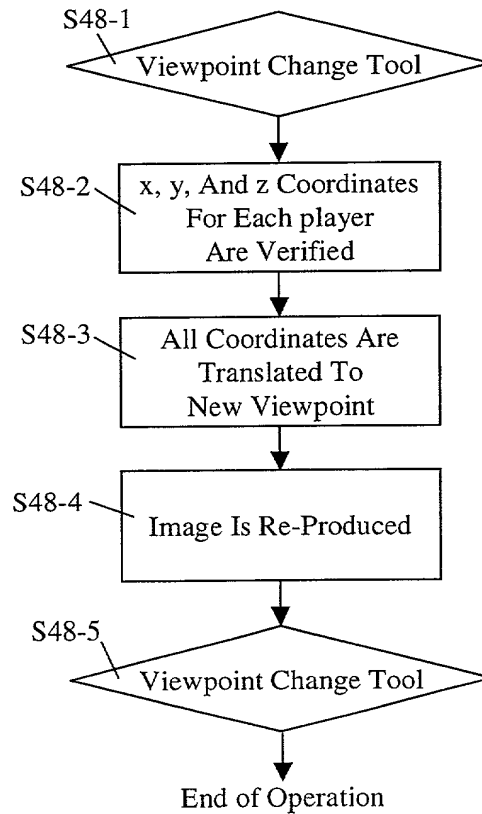 S48-1
Viewpoint Change Tool
S48-2
x, y, And z Coordinates
For Each player
Are Verified
S48-3
All Coordinates Are
Translated To
New Viewpoint
S48-4
Image Is Re-Produced
S48-5
Viewpoint Change Tool
End of Operation